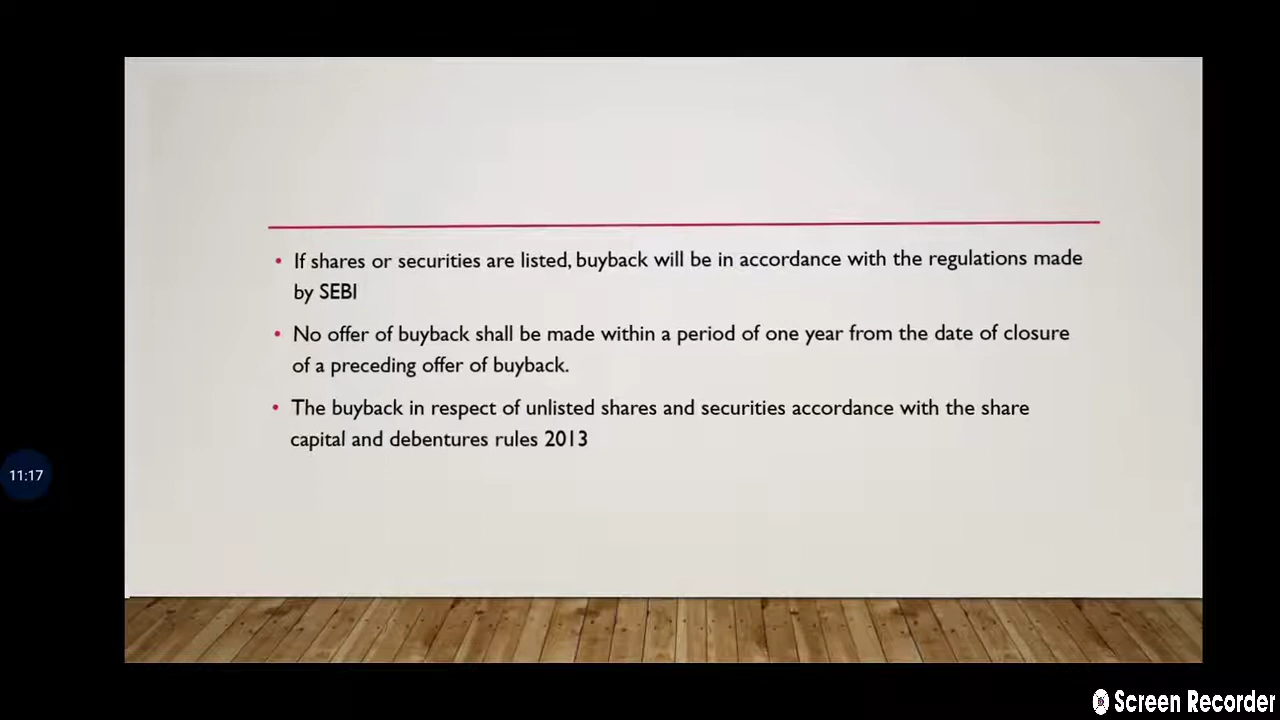 • If shares or securities are listed, buyback will be in accordance with the regulations made
by SEBI
• No offer of buyback shall be made within a period of one year from the date of closure
of a preceding offer of buyback.
• The buyback in respect of unlisted shares and securities accordance with the share
capital and debentures rules 2013
11:17
Screen Recorder